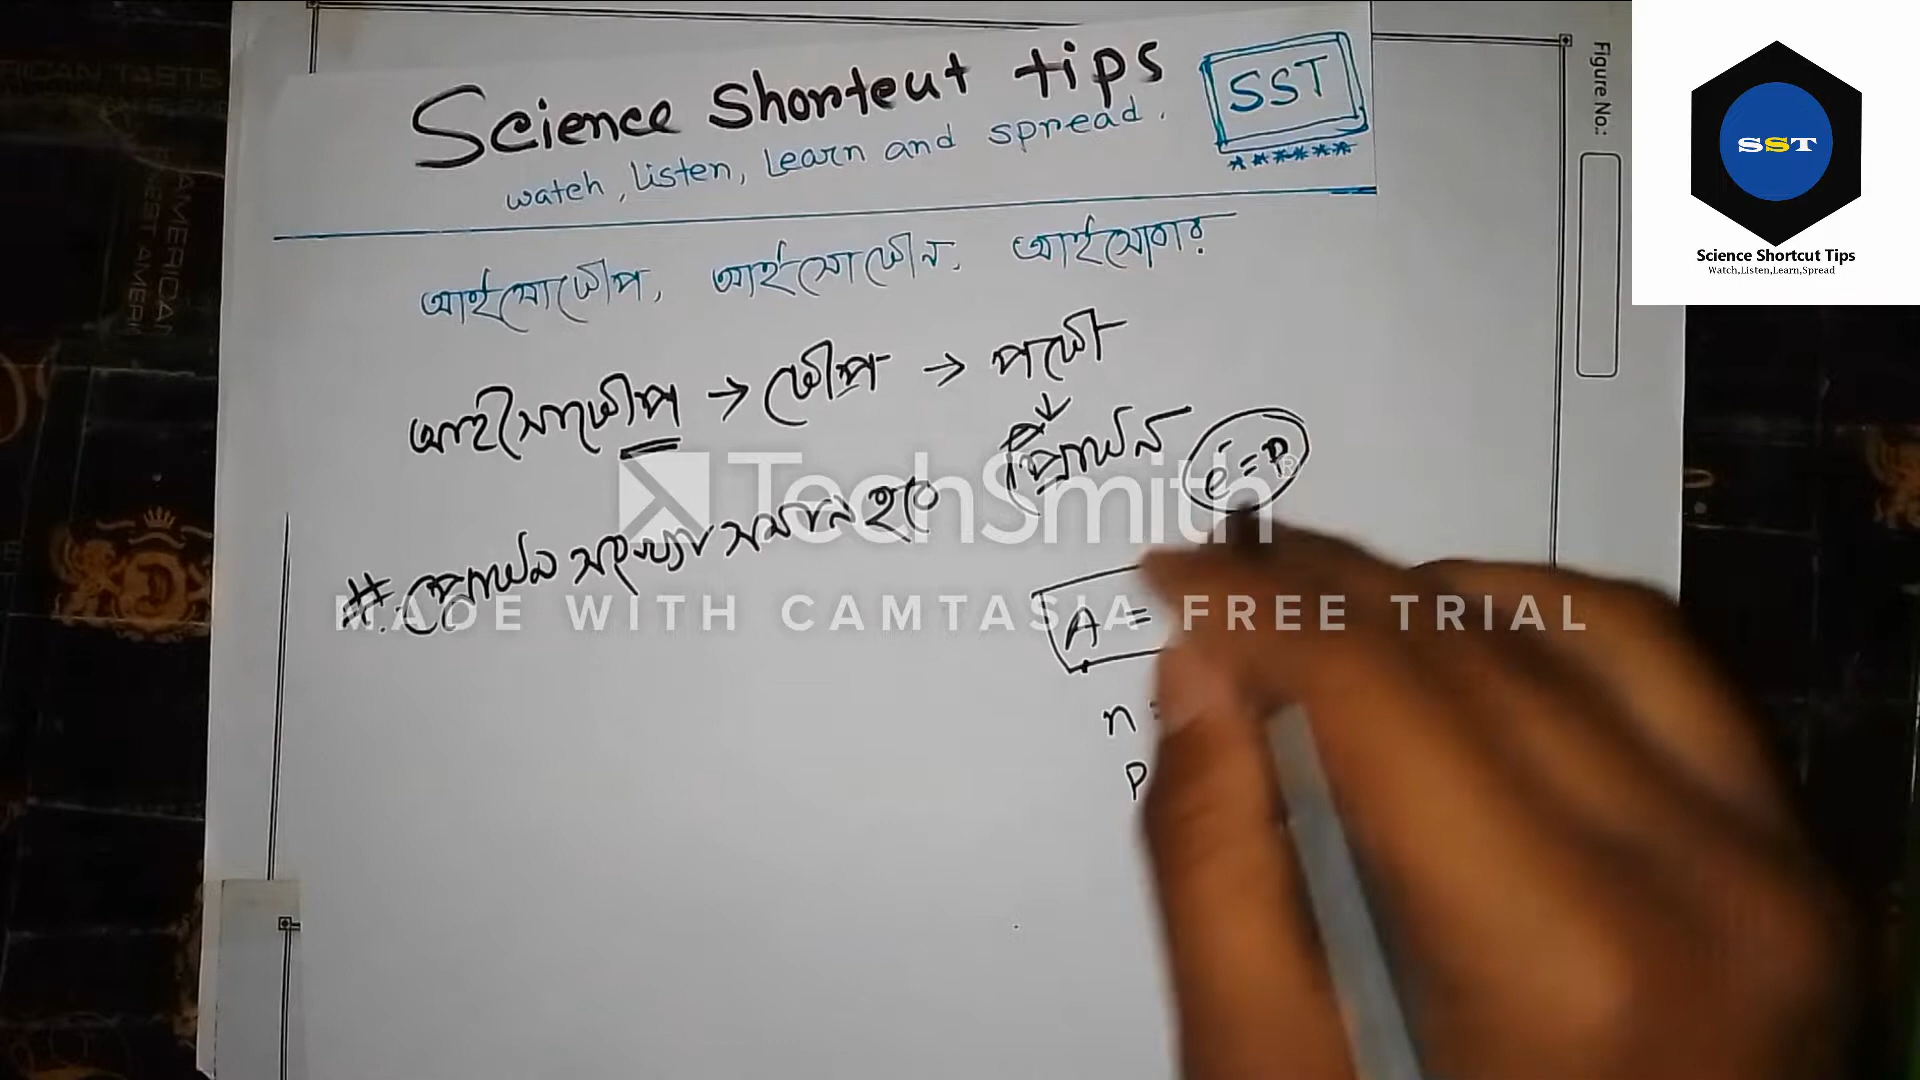 Science Shortcut tips
SST
watch, listen, learn and spread.
*****
আইসোটোপ, আইসোটোন, আইসোবার
আইসোটোপ → টোপ → পটো
প্রোটন e⁻ = P
#. প্রোটন সংখ্যা সমান হবে
A =
n =
P
Figure No.:
SST
Science Shortcut Tips
Watch,Listen,Learn,Spread
TechSmith®
MADE WITH CAMTASIA FREE TRIAL